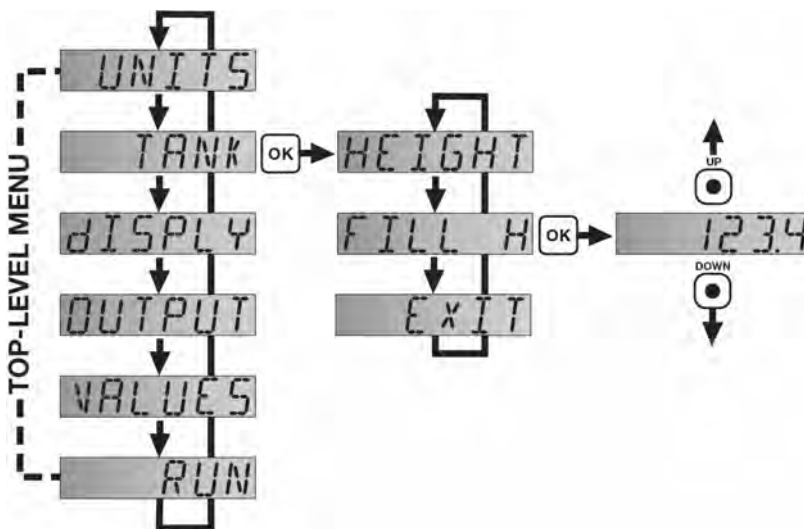 TOP-LEVEL MENU
UNITS
TANK
dISPLY
OUTPUT
VALUES
RUN
OK
HEIGHT
FILL H
EXIT
OK
UP
123.4
DOWN